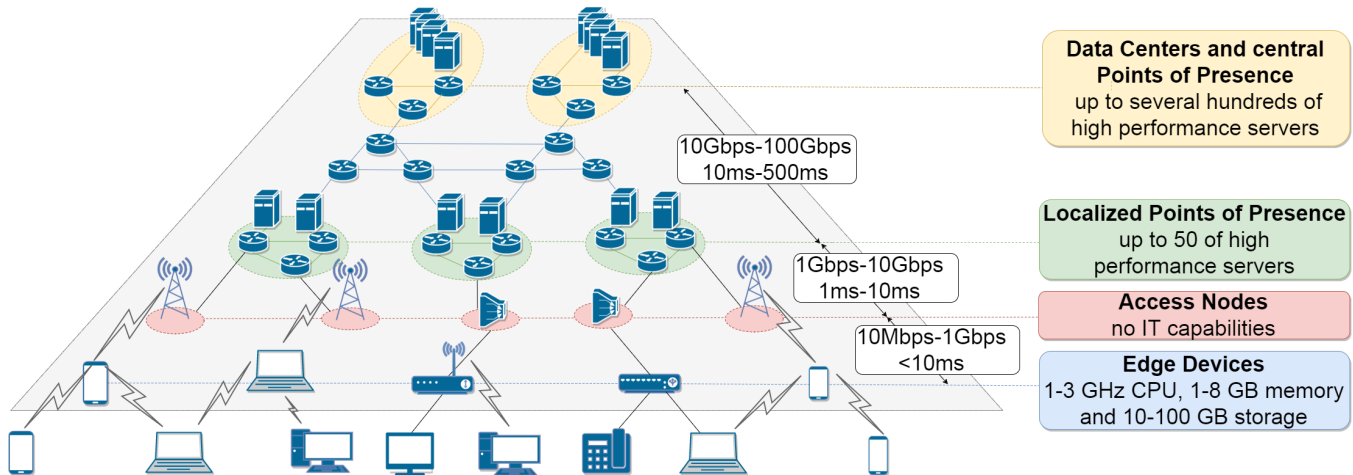 Data Centers and central
Points of Presence
up to several hundreds of
high performance servers
10Gbps-100Gbps
10ms-500ms
Localized Points of Presence
up to 50 of high
performance servers
1Gbps-10Gbps
1ms-10ms
Access Nodes
no IT capabilities
10Mbps-1Gbps
<10ms
Edge Devices
1-3 GHz CPU, 1-8 GB memory
and 10-100 GB storage